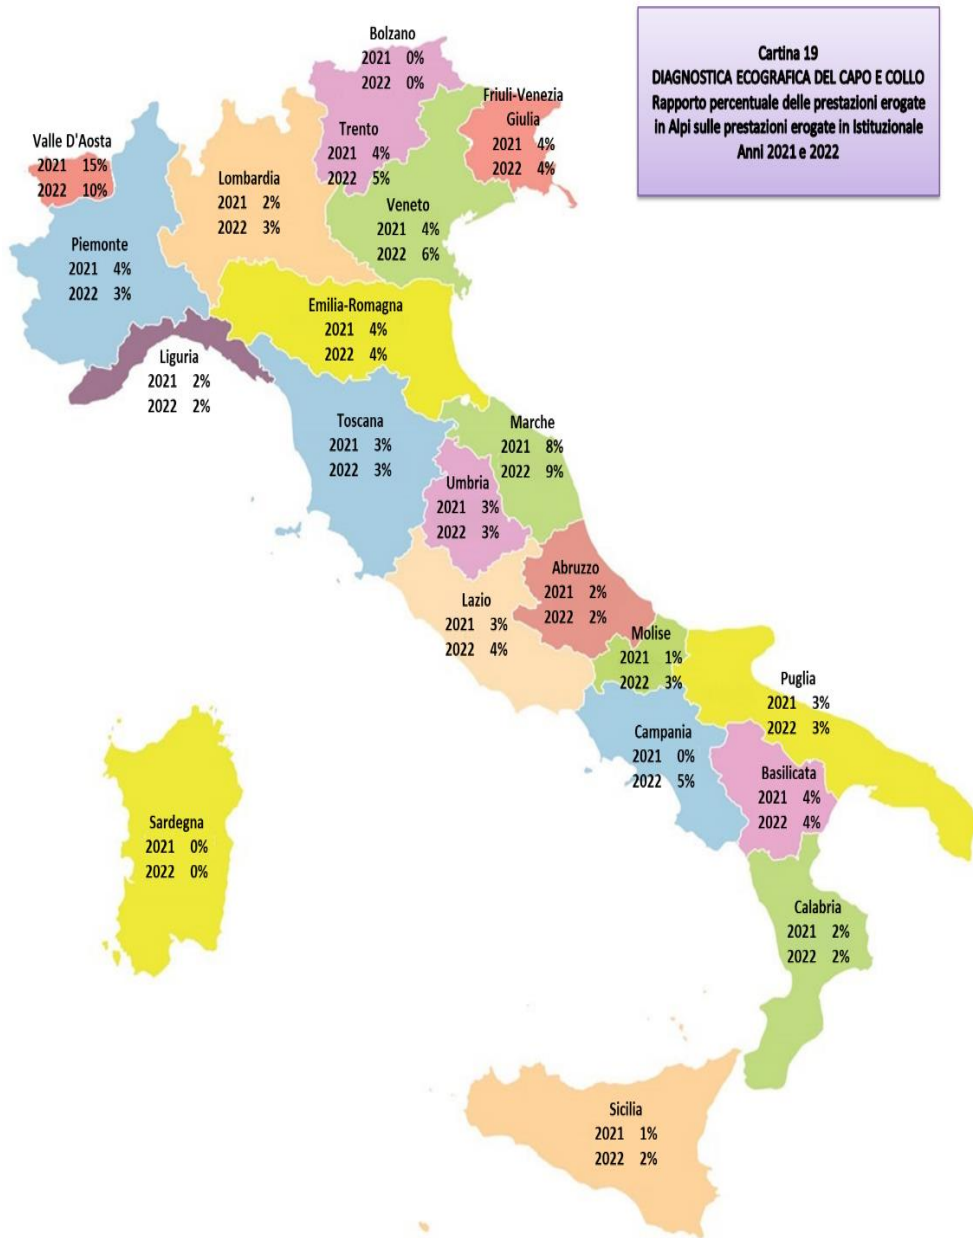 Cartina 19
DIAGNOSTICA ECOGRAFICA DEL CAPO E COLLO
Rapporto percentuale delle prestazioni erogate
in Alpi sulle prestazioni erogate in Istituzionale
Anni 2021 e 2022
Bolzano
2021 0%
2022 0%
Friuli-Venezia
Giulia
2021 4%
2022 4%
Trento
2021 4%
2022 5%
Valle D'Aosta
2021 15%
2022 10%
Lombardia
2021 2%
2022 3%
Veneto
2021 4%
2022 6%
Piemonte
2021 4%
2022 3%
Emilia-Romagna
2021 4%
2022 4%
Liguria
2021 2%
2022 2%
Toscana
2021 3%
2022 3%
Marche
2021 8%
2022 9%
Umbria
2021 3%
2022 3%
Abruzzo
2021 2%
2022 2%
Lazio
2021 3%
2022 4%
Molise
2021 1%
2022 3%
Puglia
2021 3%
2022 3%
Campania
2021 0%
2022 5%
Basilicata
2021 4%
2022 4%
Sardegna
2021 0%
2022 0%
Calabria
2021 2%
2022 2%
Sicilia
2021 1%
2022 2%